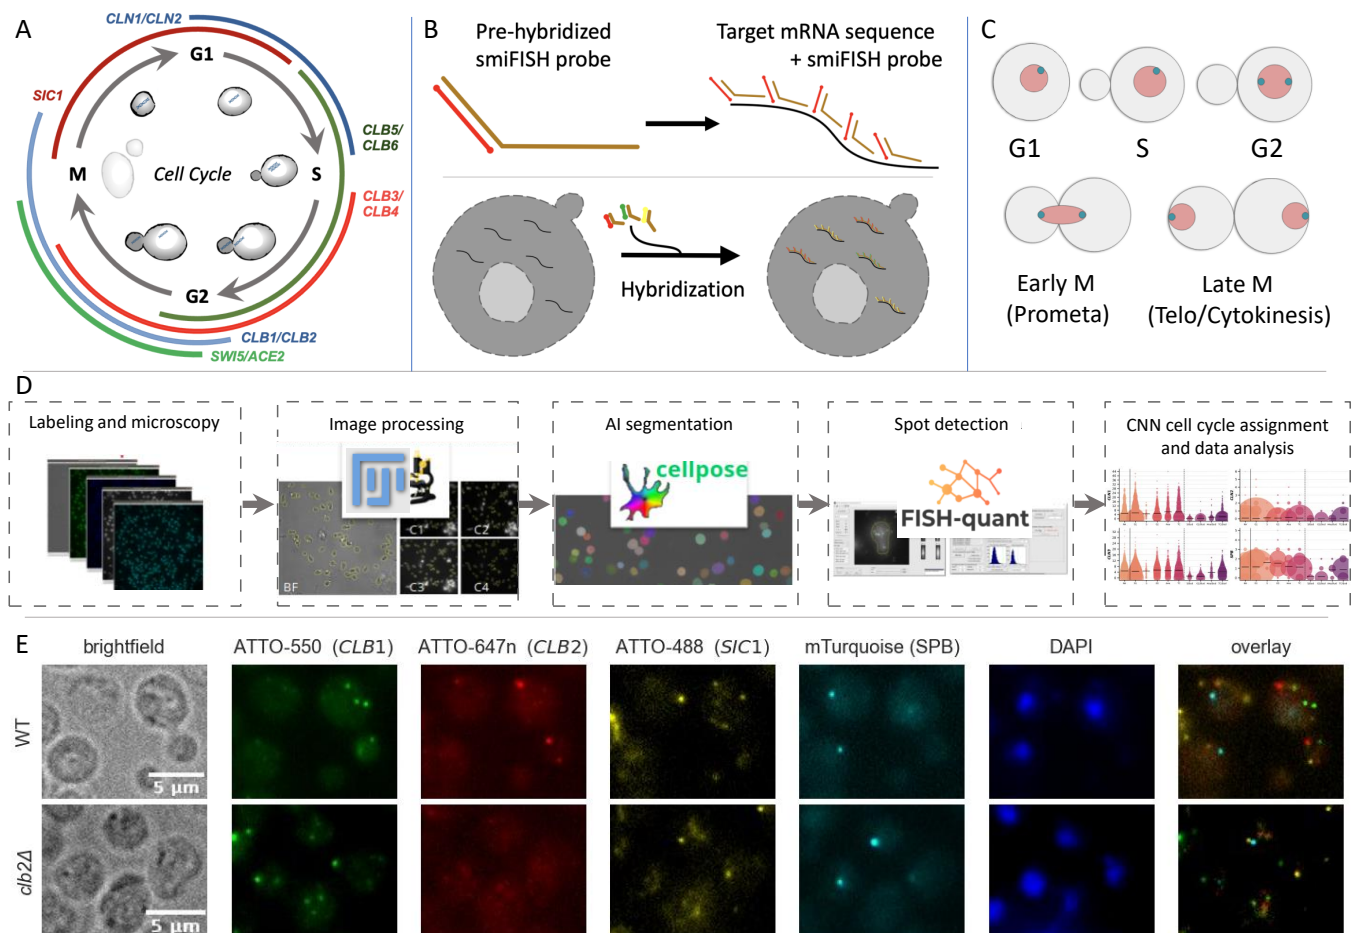 A
CLN1/CLN2
G1
SIC1
CLB5/
CLB6
M
Cell Cycle
S
CLB3/
CLB4
G2
CLB1/CLB2
SWI5/ACE2
B
Pre-hybridized
smiFISH probe
Target mRNA sequence
+ smiFISH probe
Hybridization
C
G1
S
G2
Early M
(Prometa)
Late M
(Telo/Cytokinesis)
D
Labeling and microscopy
Image processing
BF
C1
C2
C3
C4
AI segmentation
cellpose
Spot detection
FISH-quant
CNN cell cycle assignment
and data analysis
E
brightfield
ATTO-550 (CLB1)
ATTO-647n (CLB2)
ATTO-488 (SIC1)
mTurquoise (SPB)
DAPI
overlay
WT
5 μm
clb2Δ
5 μm